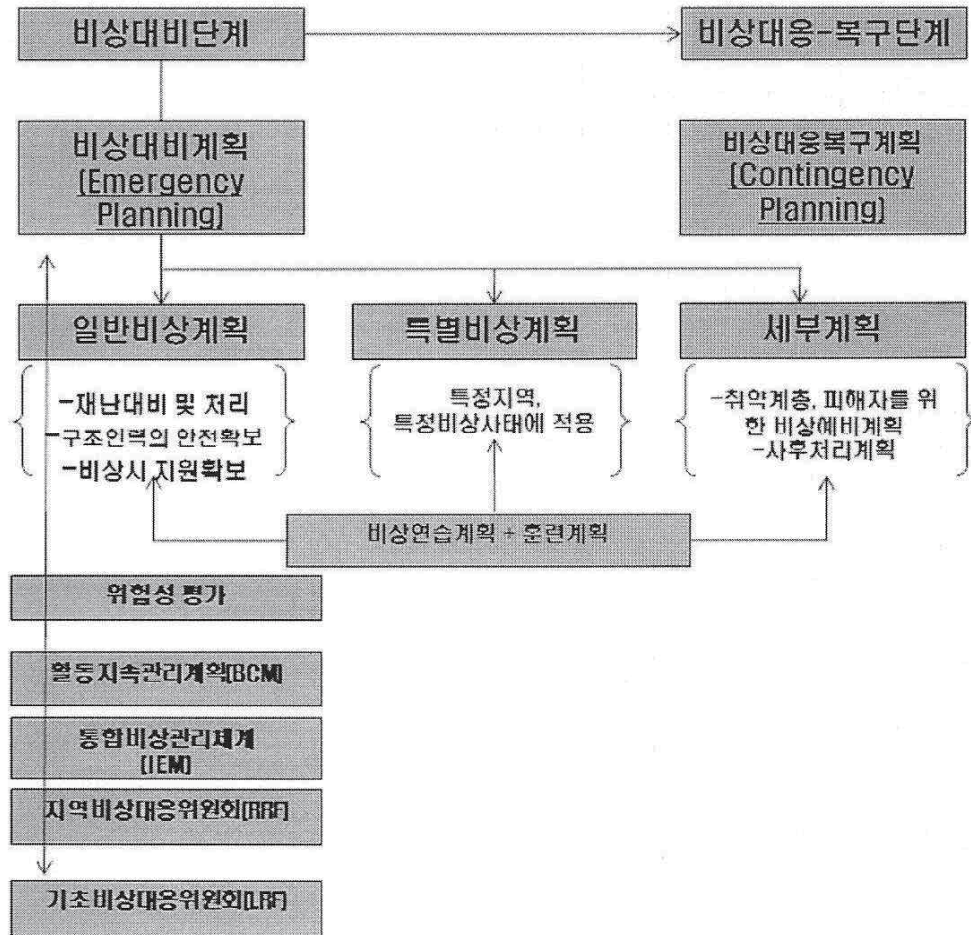 비상대비단계
비상대응-복구단계
비상대비계획
(Emergency
Planning)
비상대응복구계획
(Contingency
Planning)
일반비상계획
특별비상계획
세부계획
-재난대비 및 처리
-구조인력의 안전확보
-비상시 지원확보
특정지역,
특정비상사태에 적용
-취약계층, 피해자를 위
한 비상예비계획
-사후처리계획
비상연습계획 + 훈련계획
위험성 평가
활동지속관리계획(BCM)
통합비상관리체계
(IEM)
지역비상대응위원회(RRF)
기초비상대응위원회(LRF)